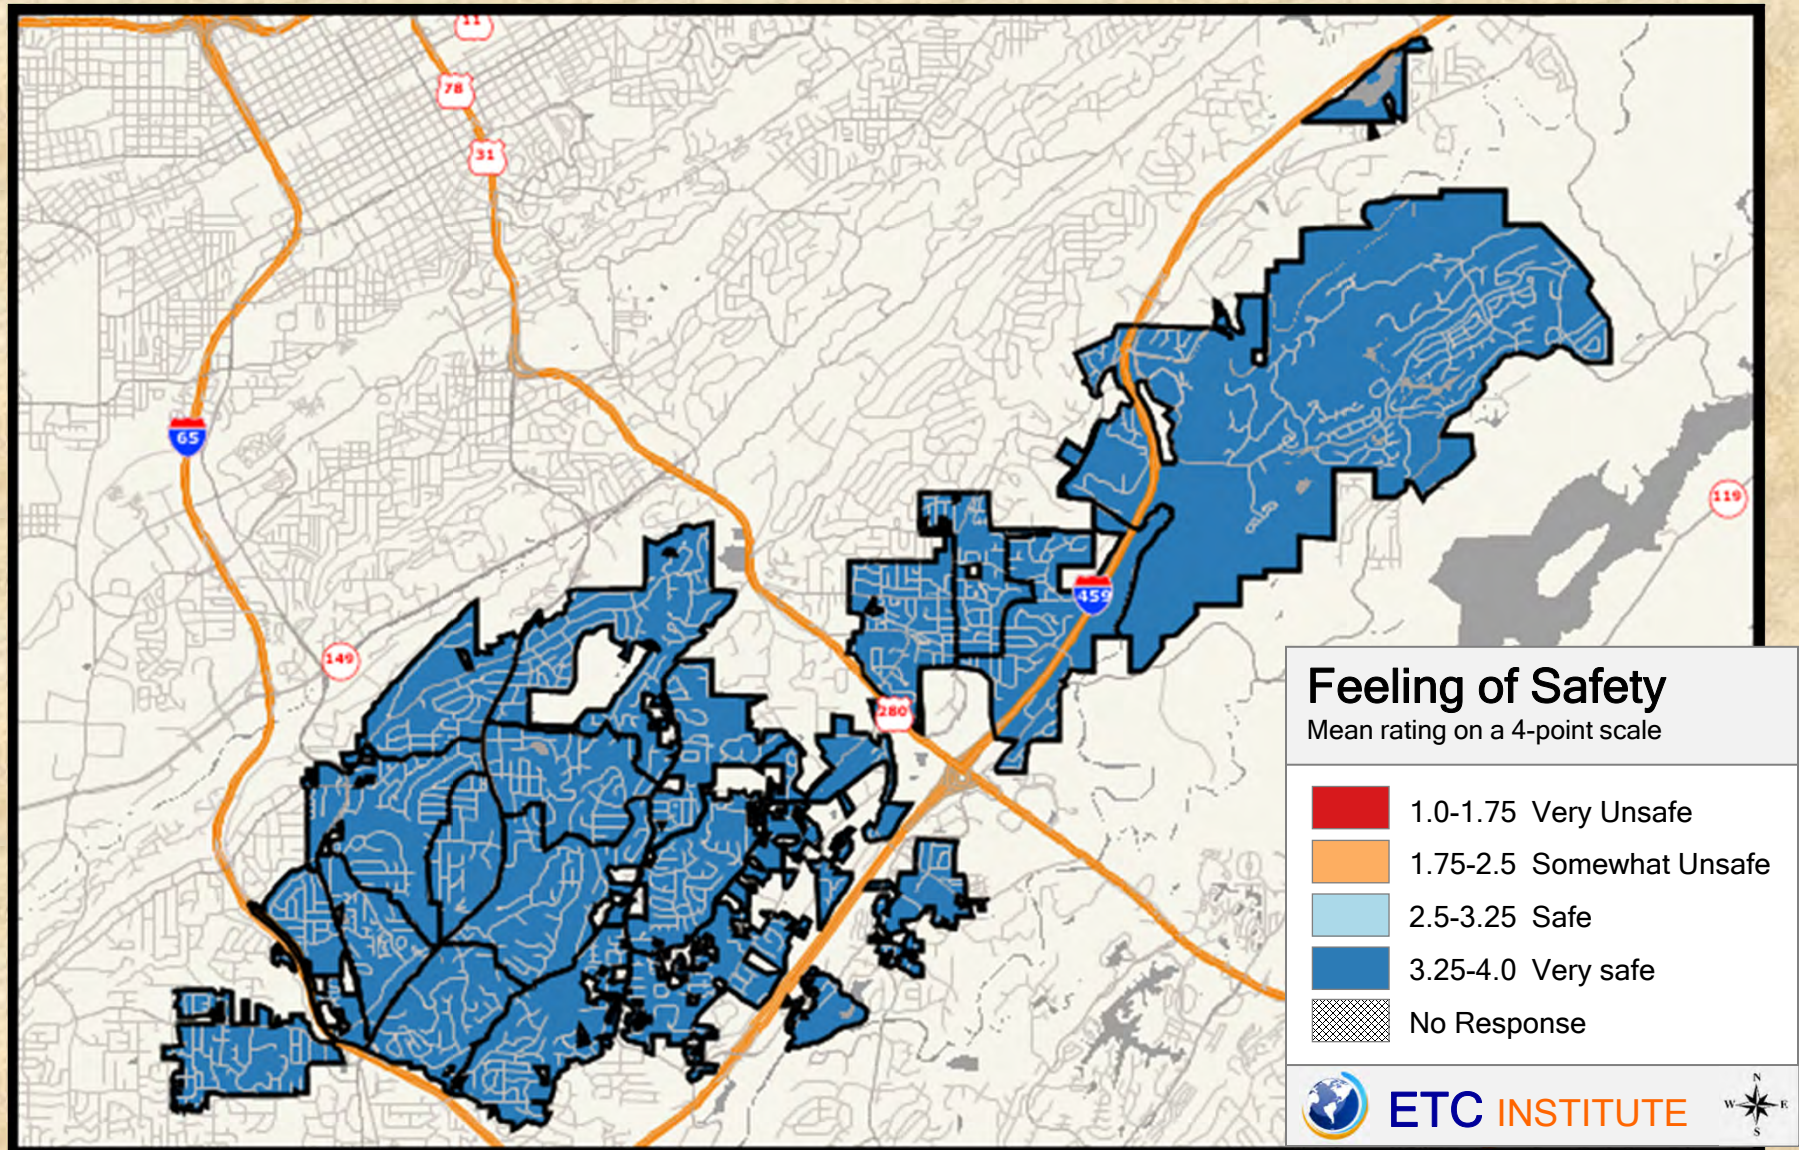 11
78
31
65
119
459
149
280
Feeling of Safety
Mean rating on a 4-point scale
1.0-1.75 Very Unsafe
1.75-2.5 Somewhat Unsafe
2.5-3.25 Safe
3.25-4.0 Very safe
No Response
ETC INSTITUTE
N
W E
S